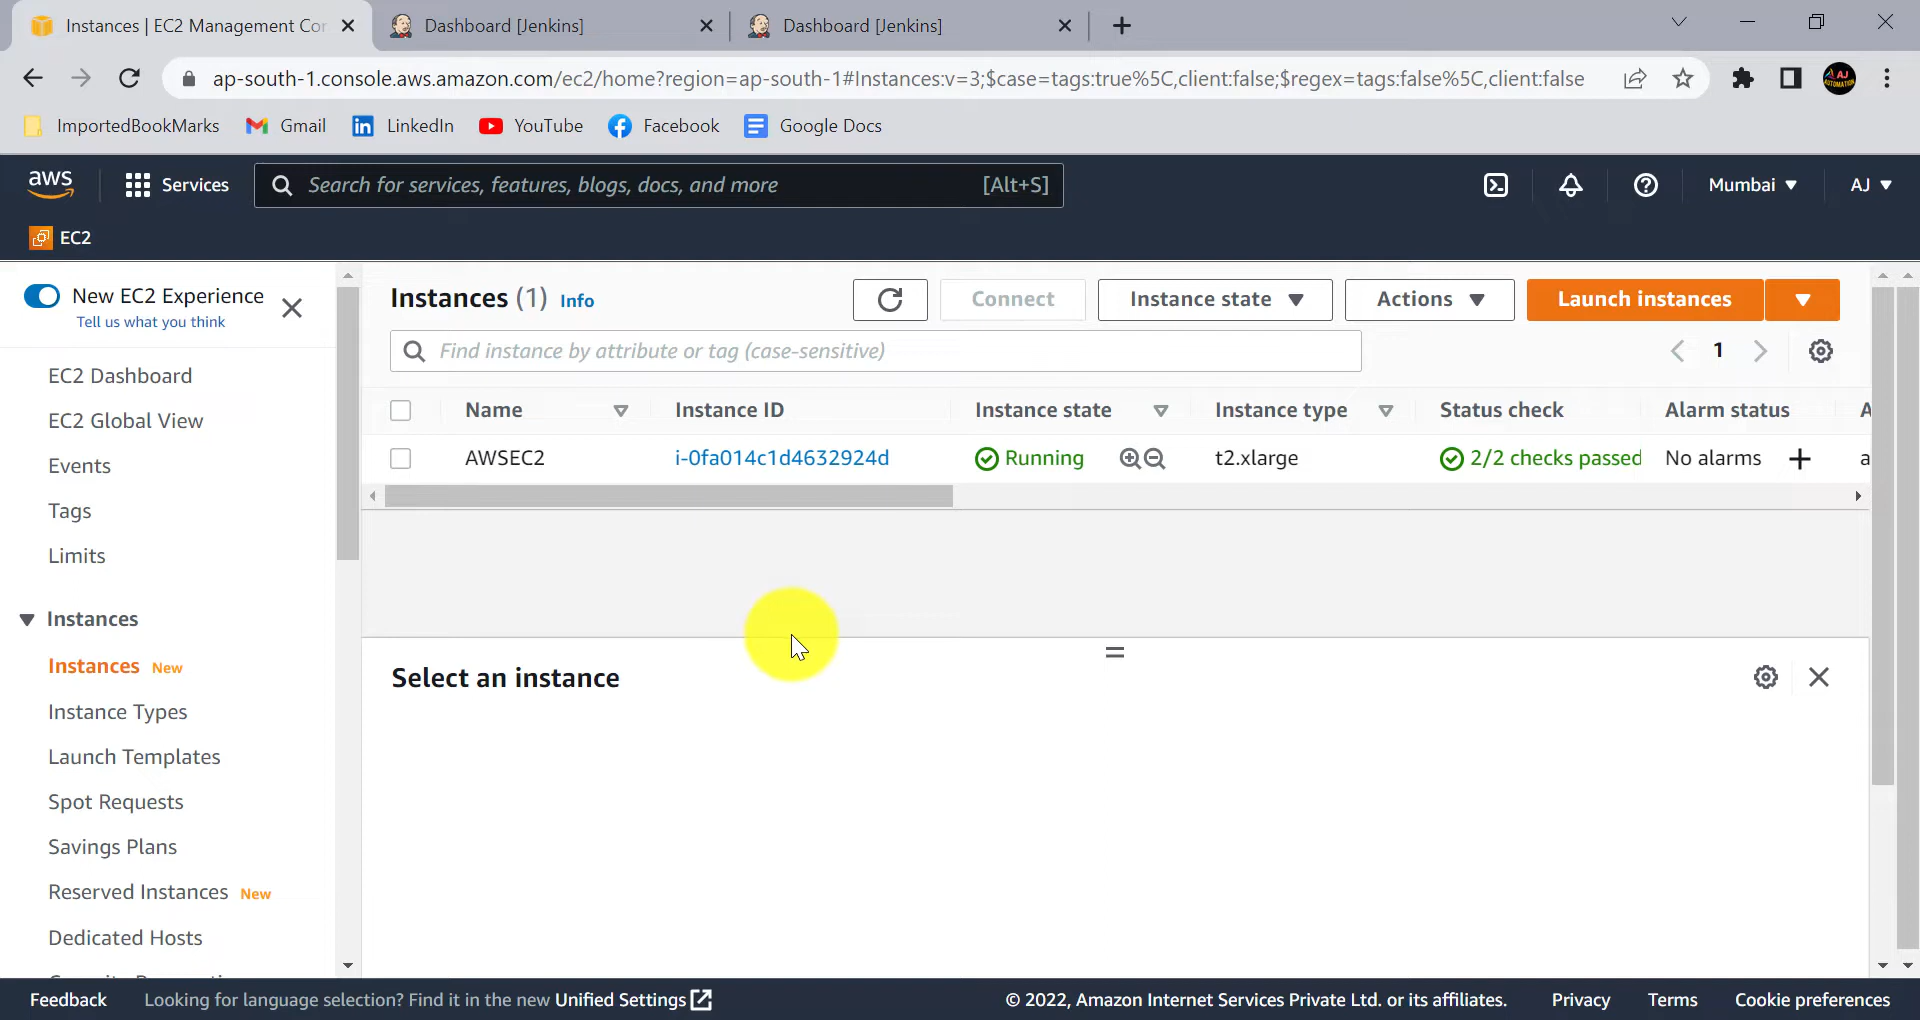 Instances | EC2 Management Cor
Dashboard [Jenkins]
Dashboard [Jenkins]
ap-south-1.console.aws.amazon.com/ec2/home?region=ap-south-1#Instances:v=3;$case=tags:true%5C,client:false;$regex=tags:false%5C,client:false
ImportedBookMarks
Gmail
LinkedIn
YouTube
Facebook
Google Docs
aws
Services
Search for services, features, blogs, docs, and more
[Alt+S]
Mumbai
AJ
EC2
New EC2 Experience
Tell us what you think
EC2 Dashboard
EC2 Global View
Events
Tags
Limits
Instances
Instances New
Instance Types
Launch Templates
Spot Requests
Savings Plans
Reserved Instances New
Dedicated Hosts
Instances (1) Info
Connect
Instance state
Actions
Launch instances
Find instance by attribute or tag (case-sensitive)
1
Name
Instance ID
Instance state
Instance type
Status check
Alarm status
A
AWSEC2
i-0fa014c1d4632924d
Running
t2.xlarge
2/2 checks passed
No alarms
a
Select an instance
Feedback
Looking for language selection? Find it in the new Unified Settings
© 2022, Amazon Internet Services Private Ltd. or its affiliates.
Privacy
Terms
Cookie preferences